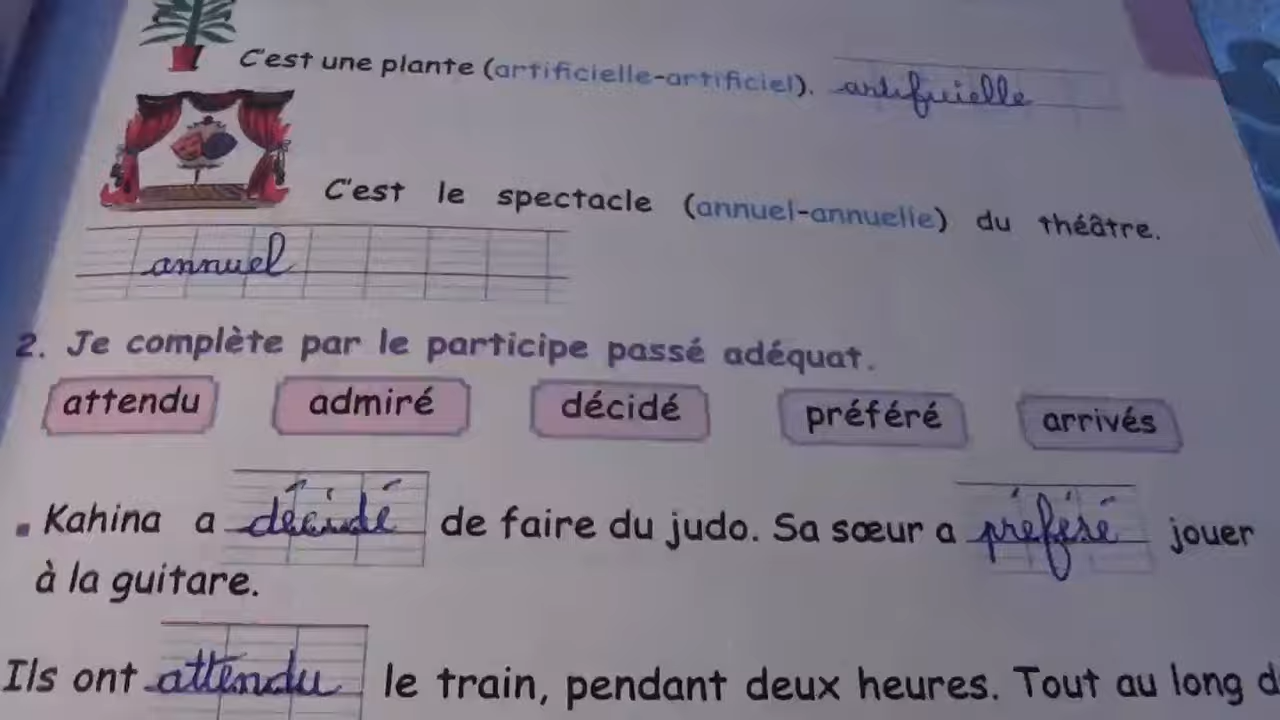 C'est une plante (artificielle-artificiel). artificielle
C'est le spectacle (annuel-annuelle) du théâtre.
annuel
2. Je complète par le participe passé adéquat.
attendu admiré décidé préféré arrivés
Kahina a décidé de faire du judo. Sa sœur a préféré jouer
à la guitare.
Ils ont attendu le train, pendant deux heures. Tout au long d